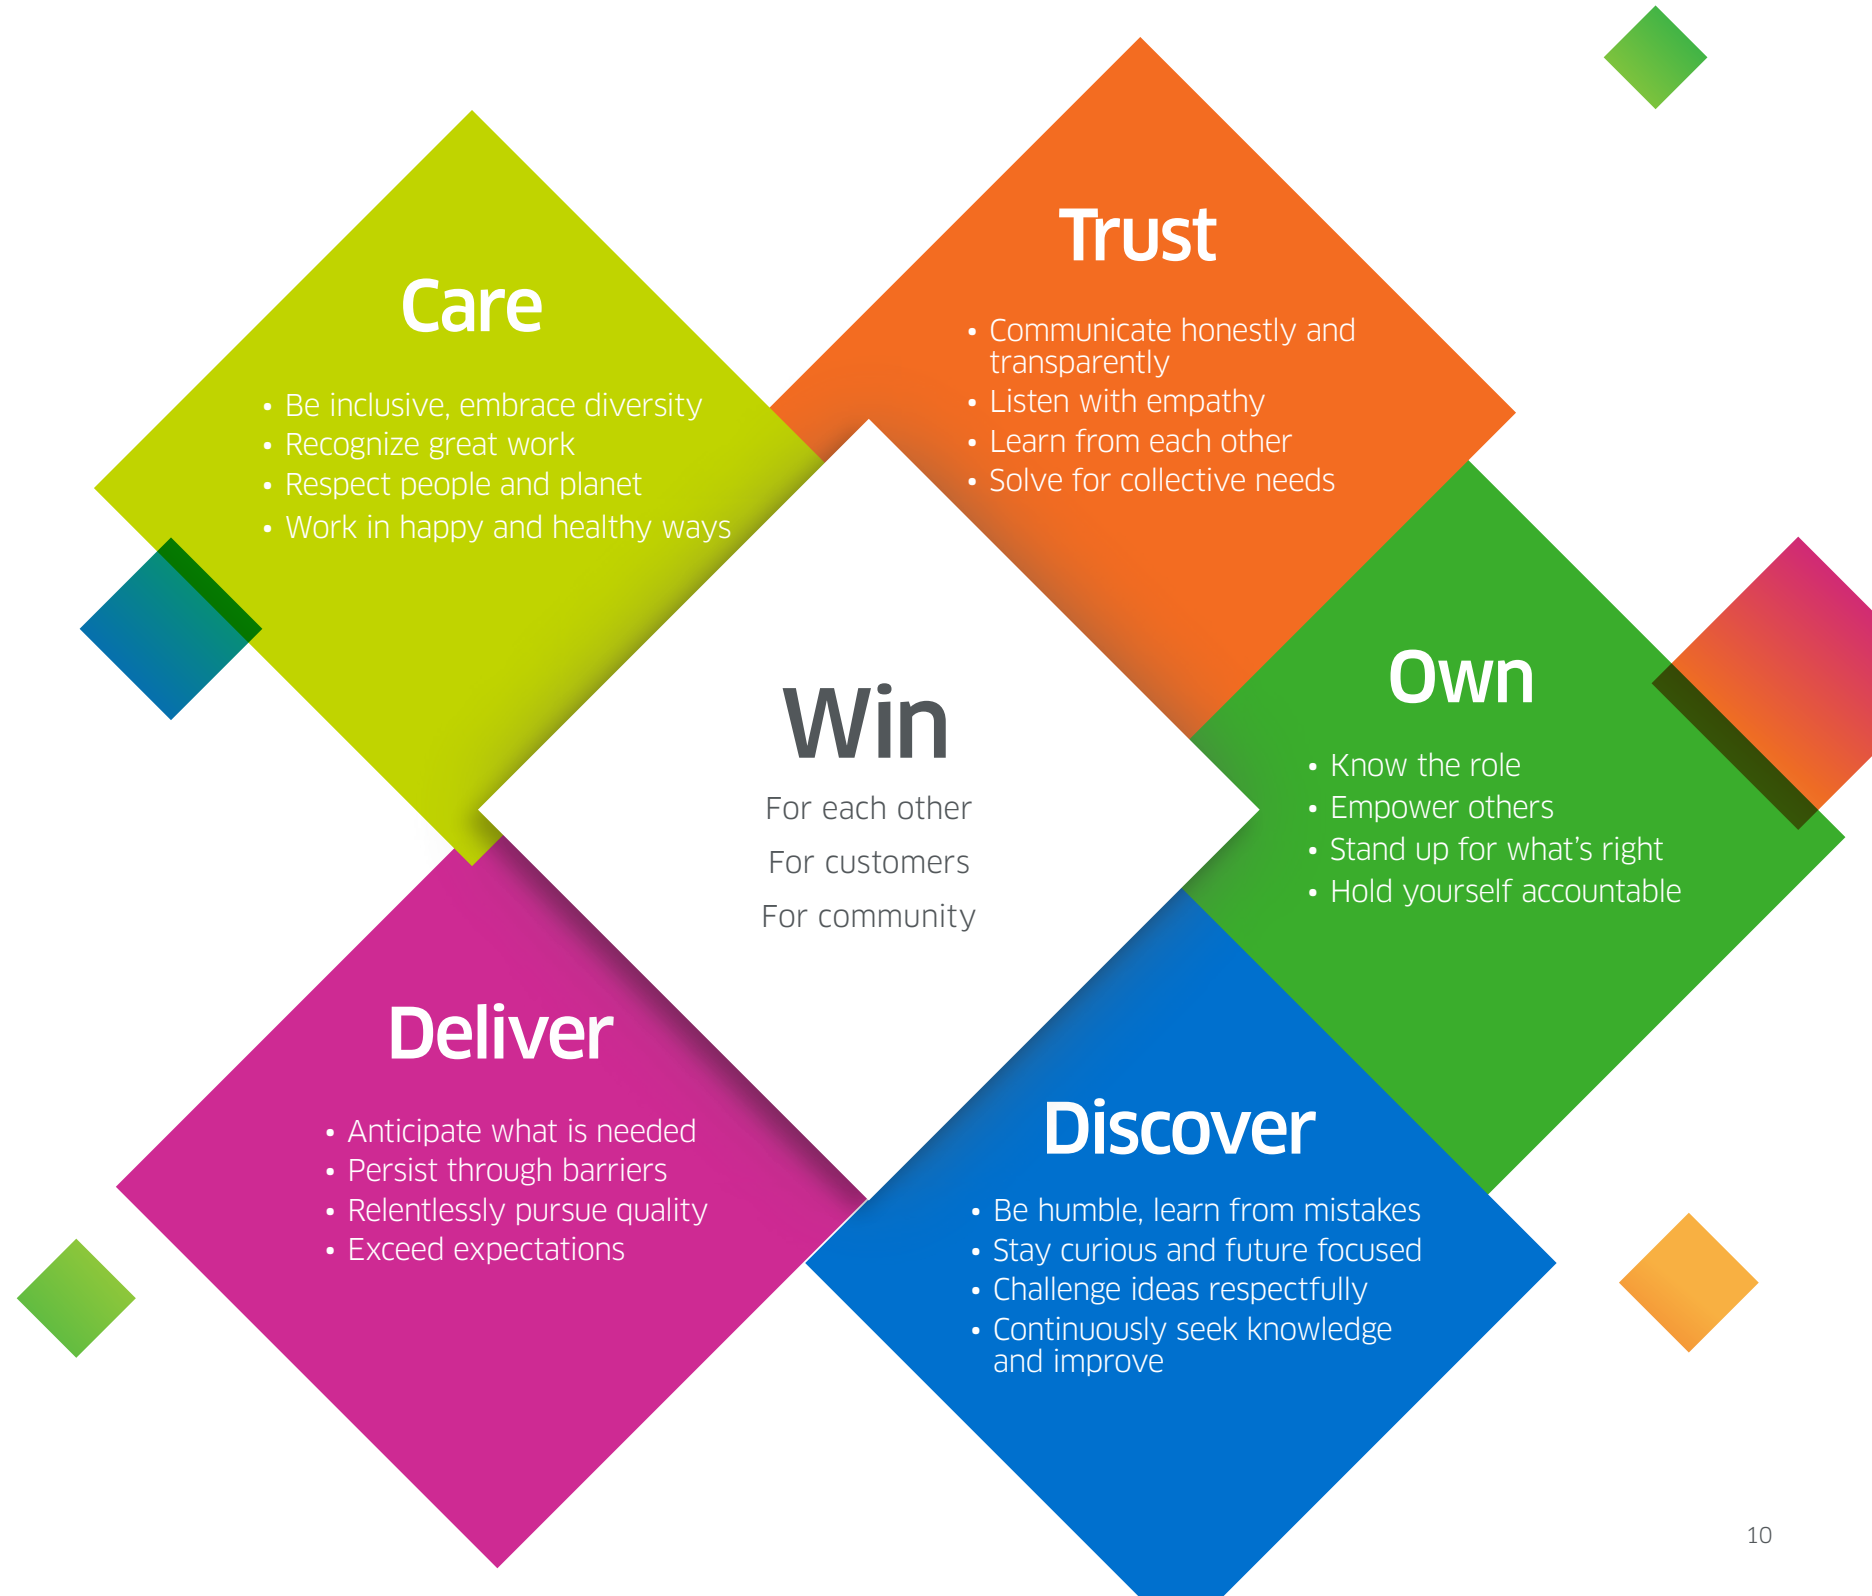 Care
• Be inclusive, embrace diversity
• Recognize great work
• Respect people and planet
• Work in happy and healthy ways
Trust
• Communicate honestly and
transparently
• Listen with empathy
• Learn from each other
• Solve for collective needs
Win
For each other
For customers
For community
Own
• Know the role
• Empower others
• Stand up for what’s right
• Hold yourself accountable
Deliver
• Anticipate what is needed
• Persist through barriers
• Relentlessly pursue quality
• Exceed expectations
Discover
• Be humble, learn from mistakes
• Stay curious and future focused
• Challenge ideas respectfully
• Continuously seek knowledge
and improve
10